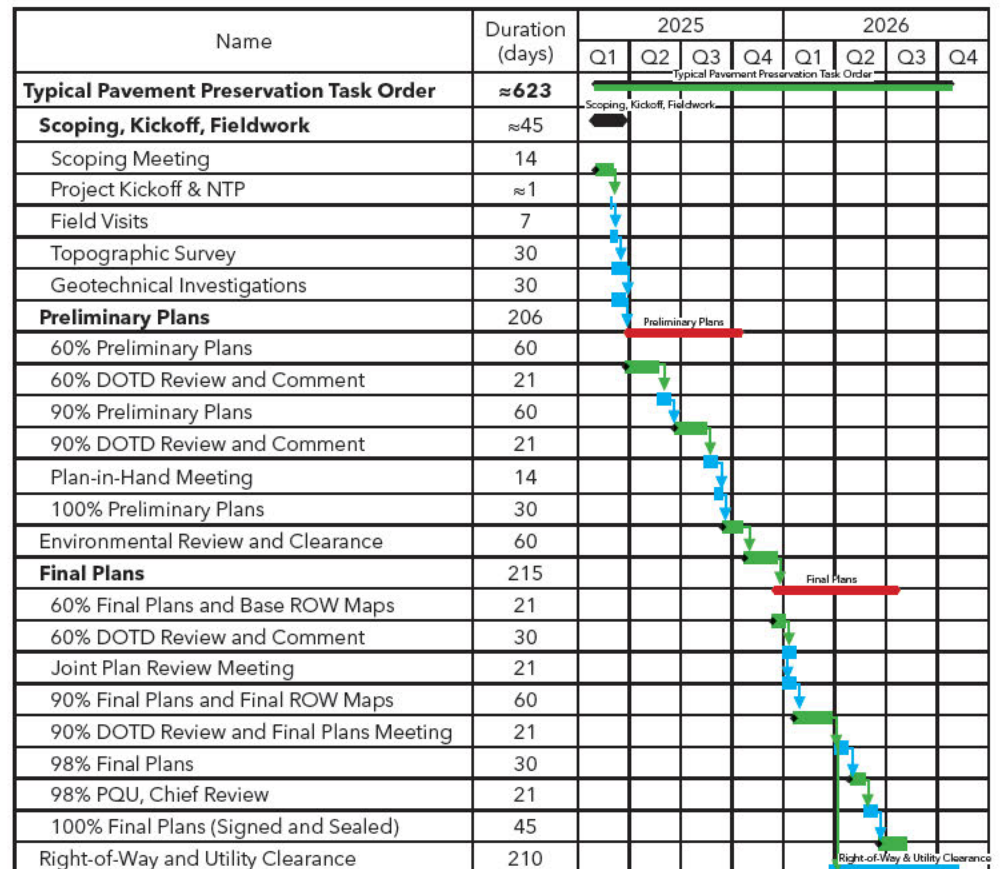 Name Duration (days) 2025 2026
Q1 Q2 Q3 Q4 Q1 Q2 Q3 Q4
Typical Pavement Preservation Task Order ≈623 Typical Pavement Preservation Task Order
Scoping, Kickoff, Fieldwork ≈45 Scoping, Kickoff, Fieldwork
Scoping Meeting 14
Project Kickoff & NTP ≈1
Field Visits 7
Topographic Survey 30
Geotechnical Investigations 30
Preliminary Plans 206 Preliminary Plans
60% Preliminary Plans 60
60% DOTD Review and Comment 21
90% Preliminary Plans 60
90% DOTD Review and Comment 21
Plan-in-Hand Meeting 14
100% Preliminary Plans 30
Environmental Review and Clearance 60
Final Plans 215 Final Plans
60% Final Plans and Base ROW Maps 21
60% DOTD Review and Comment 30
Joint Plan Review Meeting 21
90% Final Plans and Final ROW Maps 60
90% DOTD Review and Final Plans Meeting 21
98% Final Plans 30
98% PQU, Chief Review 21
100% Final Plans (Signed and Sealed) 45
Right-of-Way and Utility Clearance 210 Right-of-Way & Utility Clearance